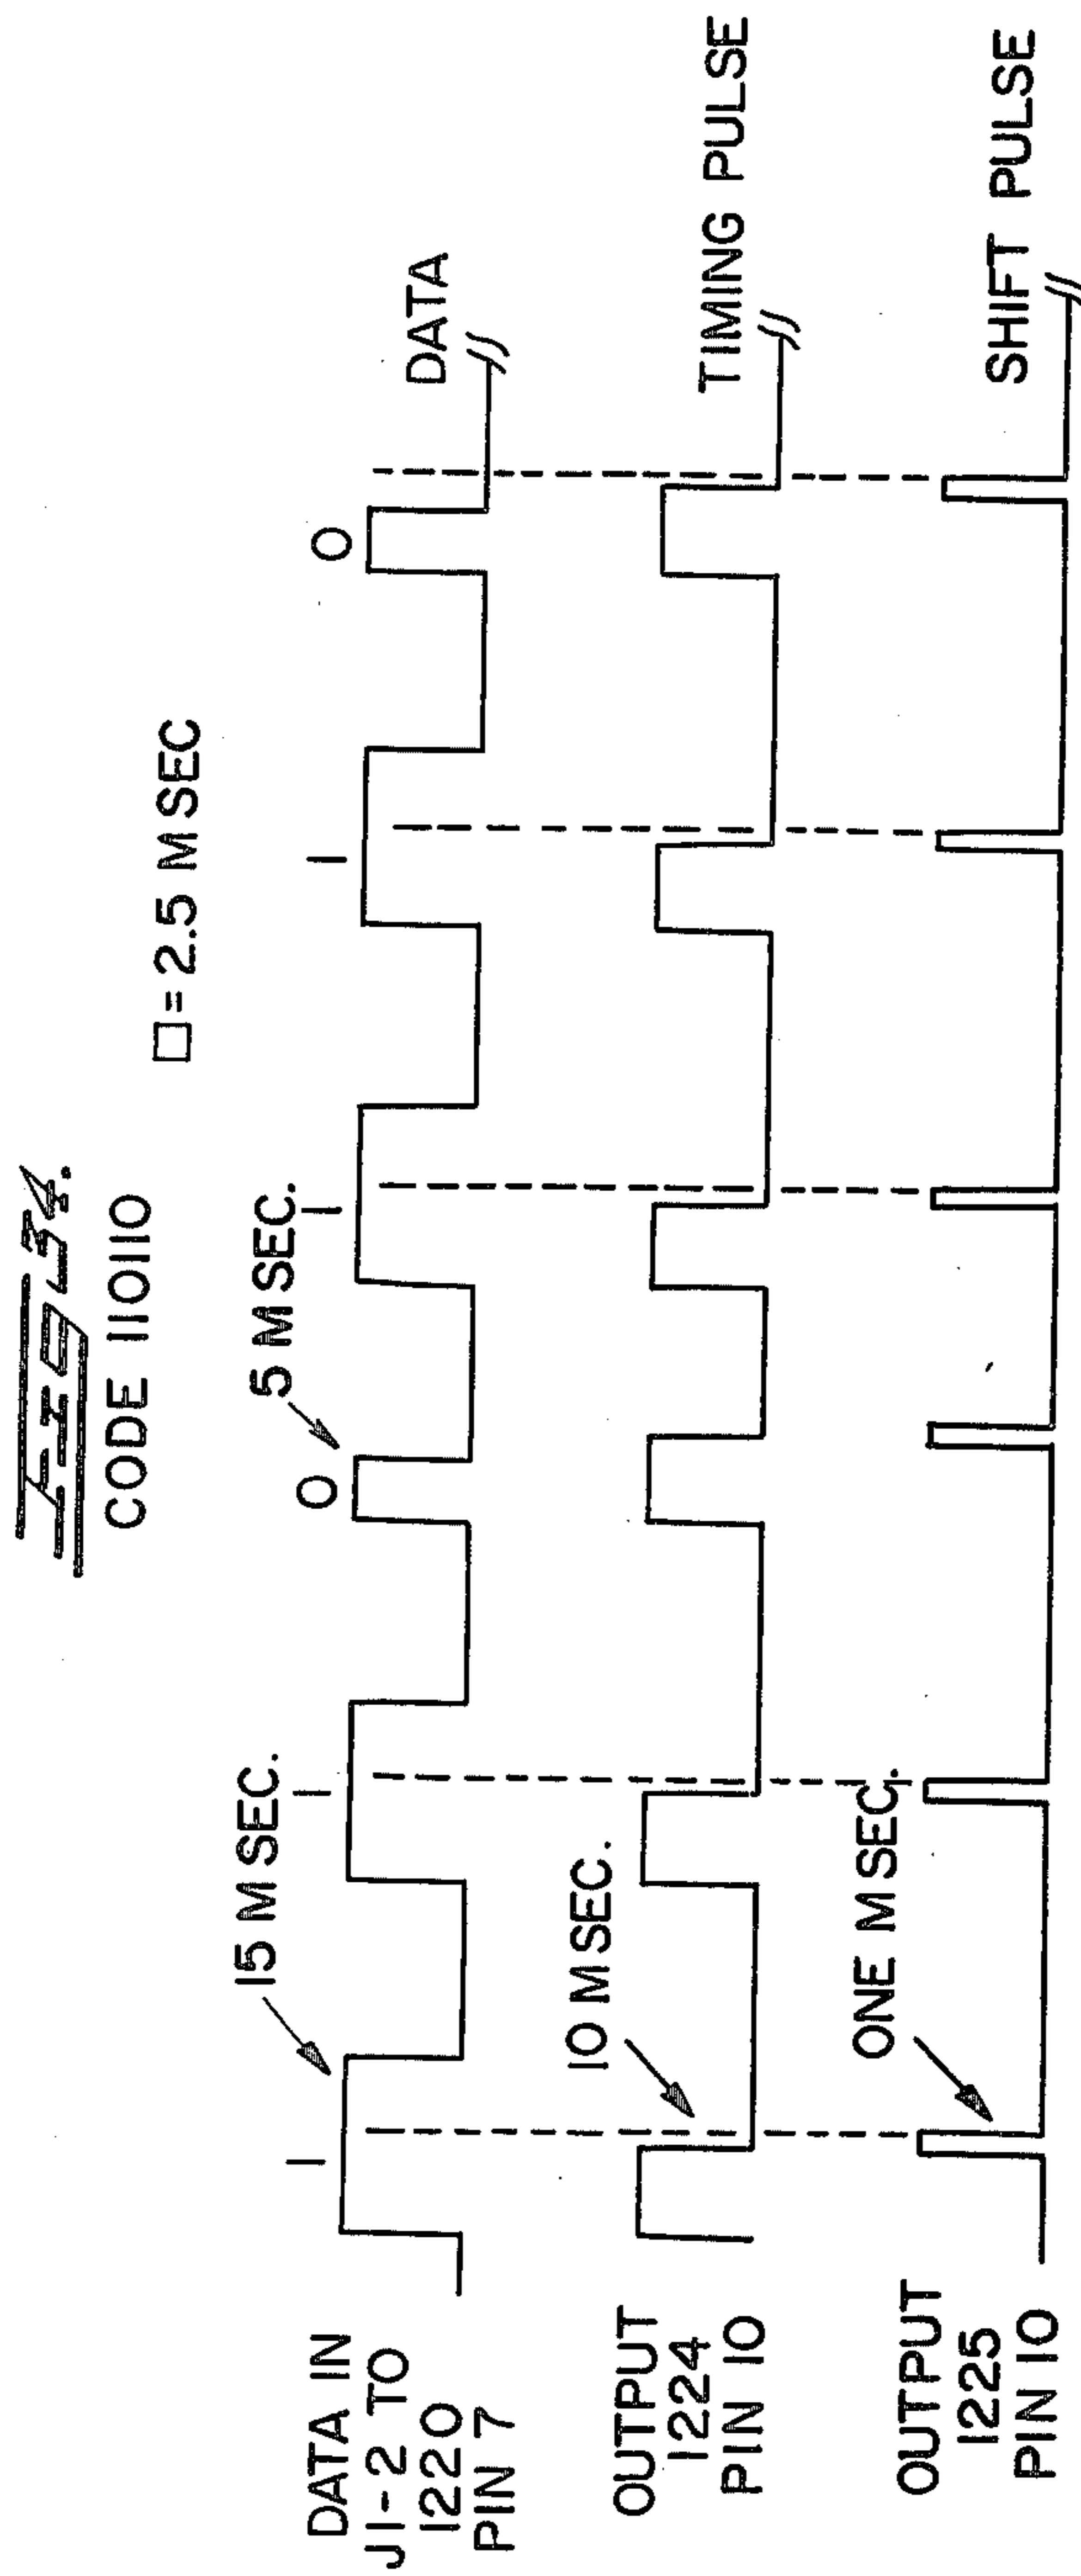 FIG 34.
CODE 110110
□ = 2.5 M SEC
DATA IN
J1-2 TO
1220
PIN 7
1
15 M SEC.
1
0
5 M SEC.
1
1
0
DATA
OUTPUT
1224
PIN 10
10 M SEC.
TIMING PULSE
OUTPUT
1225
PIN 10
ONE M SEC.
SHIFT PULSE